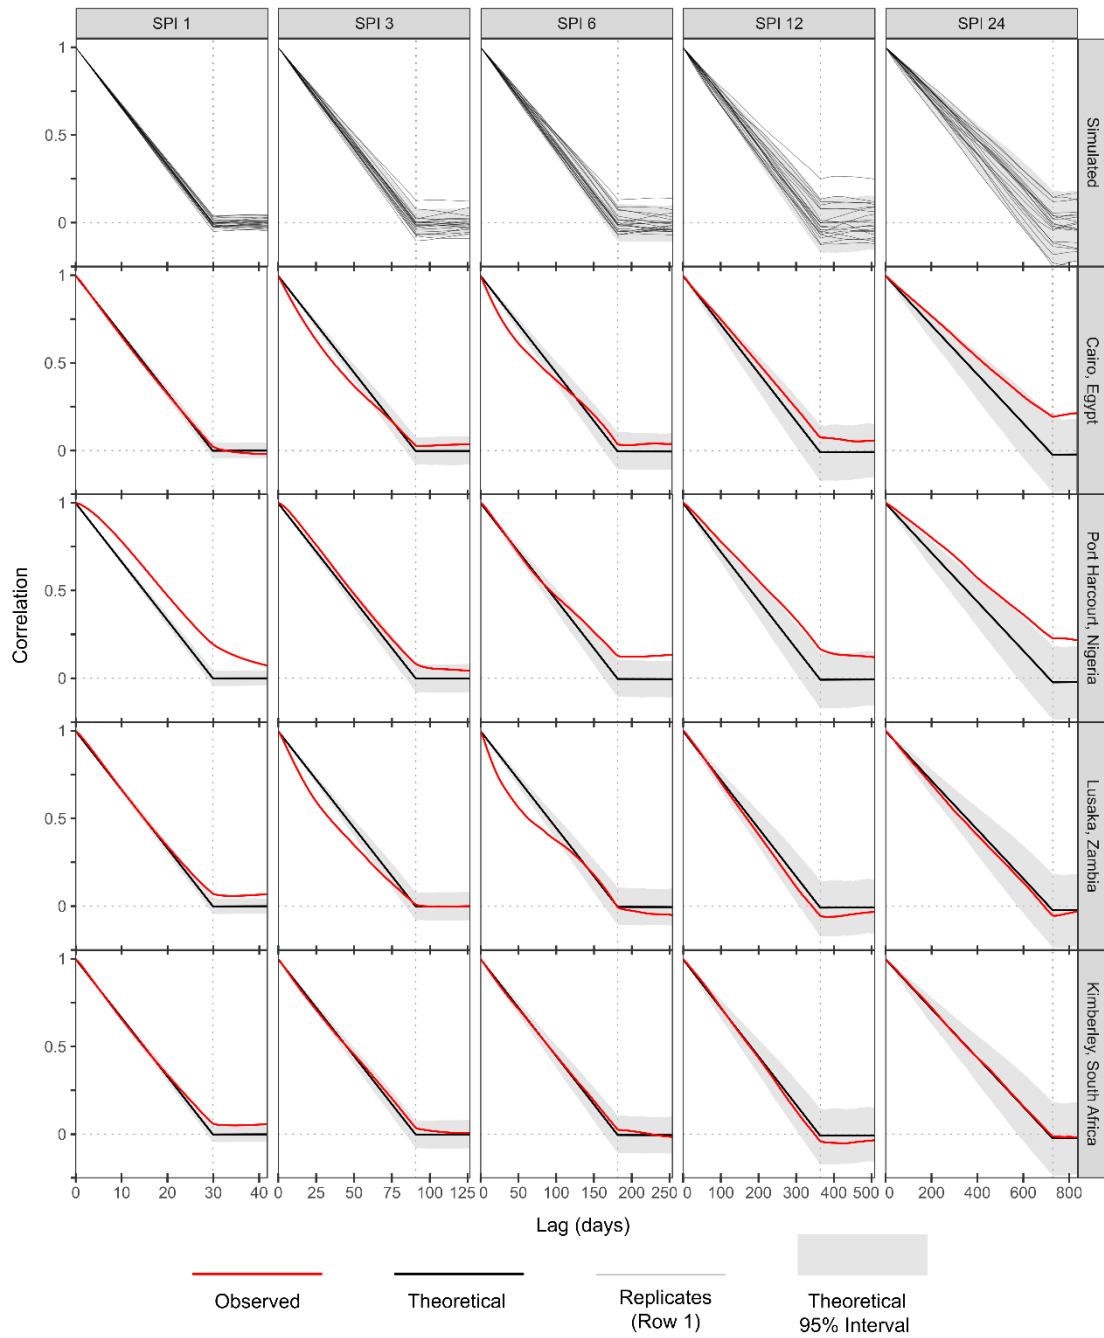 SPI 1 SPI 3 SPI 6 SPI 12 SPI 24
1
0.5
0
Simulated
1
0.5
0
Cairo, Egypt
1
0.5
0
Port Harcourt, Nigeria
1
0.5
0
Lusaka, Zambia
1
0.5
0
Kimberley, South Africa
Correlation
0 10 20 30 40 0 25 50 75 100 125 0 50 100 150 200 250 0 100 200 300 400 500 0 200 400 600 800
Lag (days)
Observed Theoretical Replicates Theoretical
(Row 1) 95% Interval